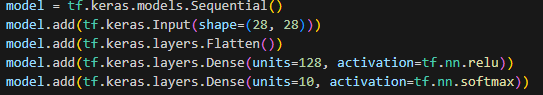 model = tf.keras.models.Sequential()
model.add(tf.keras.Input(shape=(28, 28)))
model.add(tf.keras.layers.Flatten())
model.add(tf.keras.layers.Dense(units=128, activation=tf.nn.relu))
model.add(tf.keras.layers.Dense(units=10, activation=tf.nn.softmax))